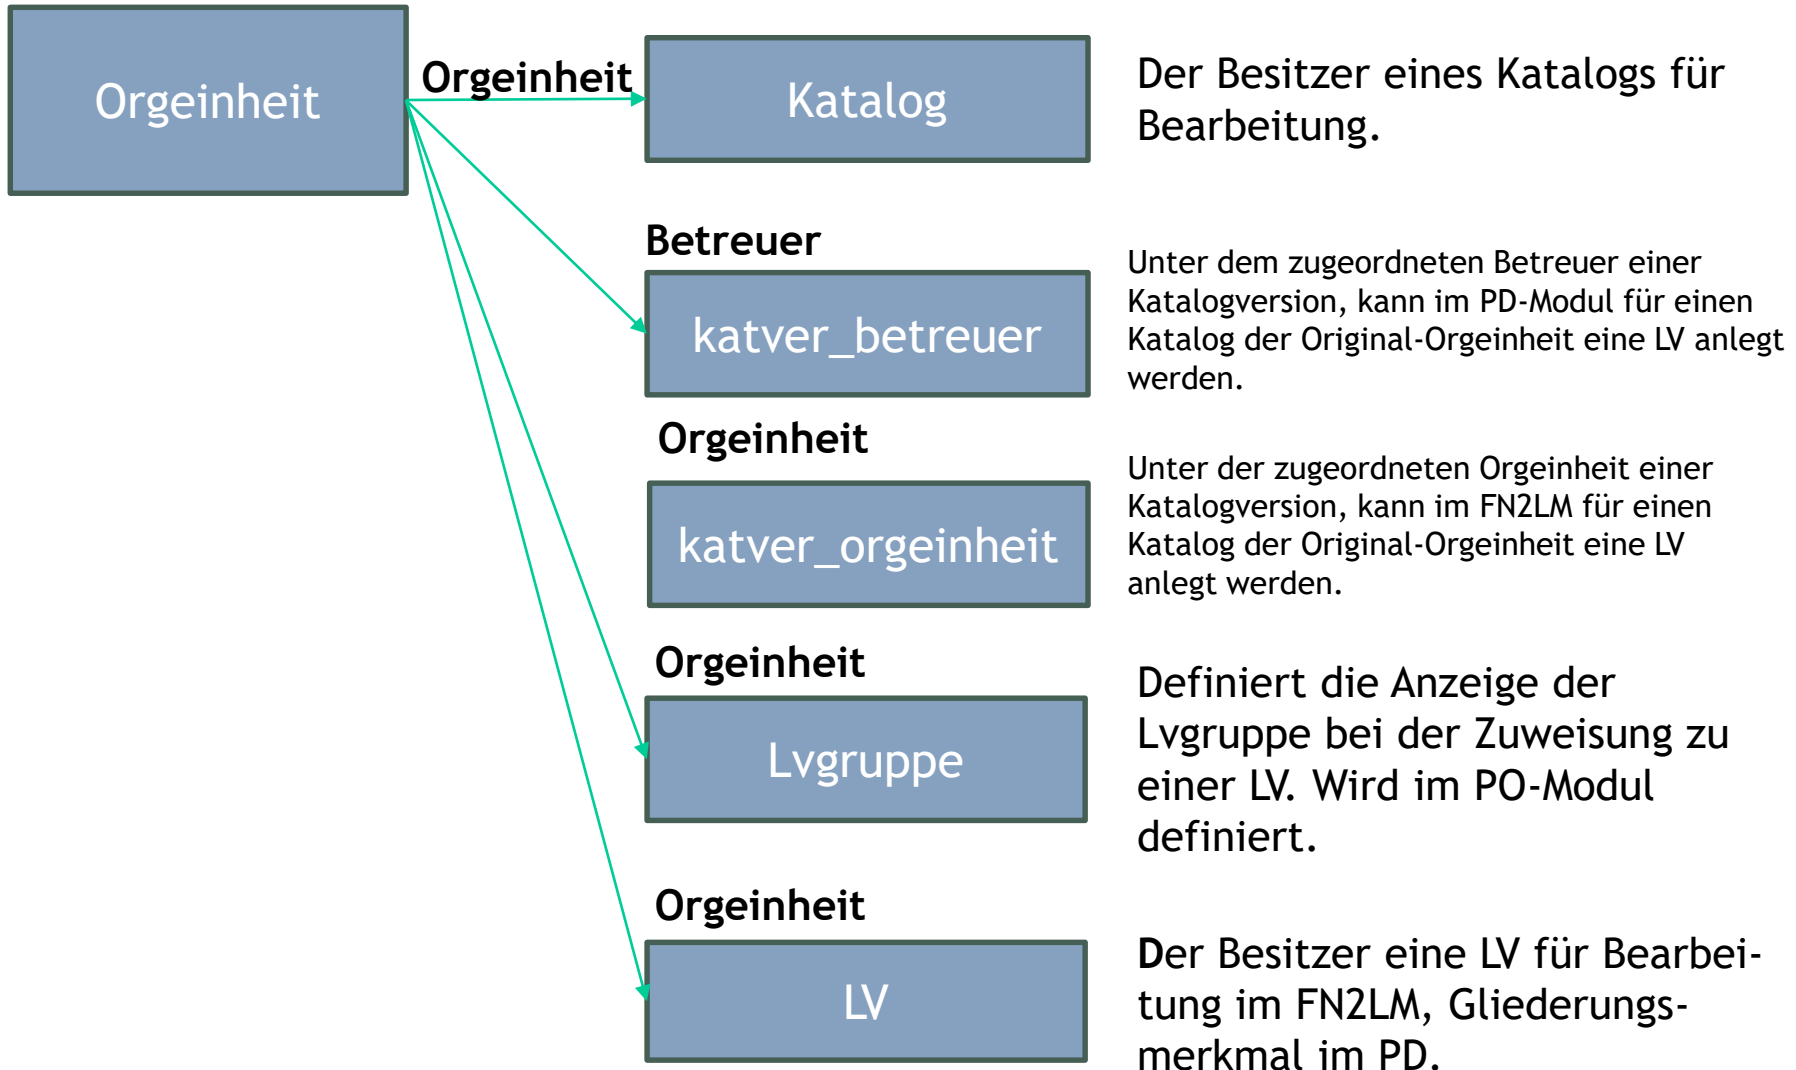 Orgeinheit
Orgeinheit
Katalog
Der Besitzer eines Katalogs für
Bearbeitung.
Betreuer
katver_betreuer
Unter dem zugeordneten Betreuer einer
Katalogversion, kann im PD-Modul für einen
Katalog der Original-Orgeinheit eine LV anlegt
werden.
Orgeinheit
katver_orgeinheit
Unter der zugeordneten Orgeinheit einer
Katalogversion, kann im FN2LM für einen
Katalog der Original-Orgeinheit eine LV
anlegt werden.
Orgeinheit
Lvgruppe
Definiert die Anzeige der
Lvgruppe bei der Zuweisung zu
einer LV. Wird im PO-Modul
definiert.
Orgeinheit
LV
Der Besitzer eine LV für Bearbei-
tung im FN2LM, Gliederungs-
merkmal im PD.